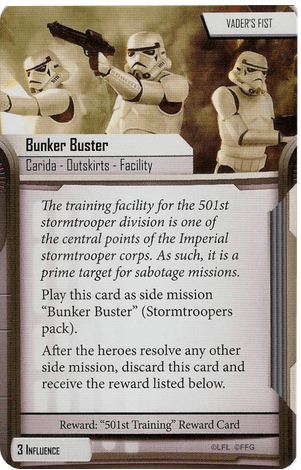 VADER'S FIST
Bunker Buster
Carida - Outskirts - Facility
The training facility for the 501st
stormtrooper division is one of
the central points of the Imperial
stormtrooper corps. As such, it is a
prime target for sabotage missions.
Play this card as side mission
“Bunker Buster” (Stormtroopers
pack).
After the heroes resolve any other
side mission, discard this card and
receive the reward listed below.
Reward: “501st Training” Reward Card
3 INFLUENCE
©LFL ©FFG